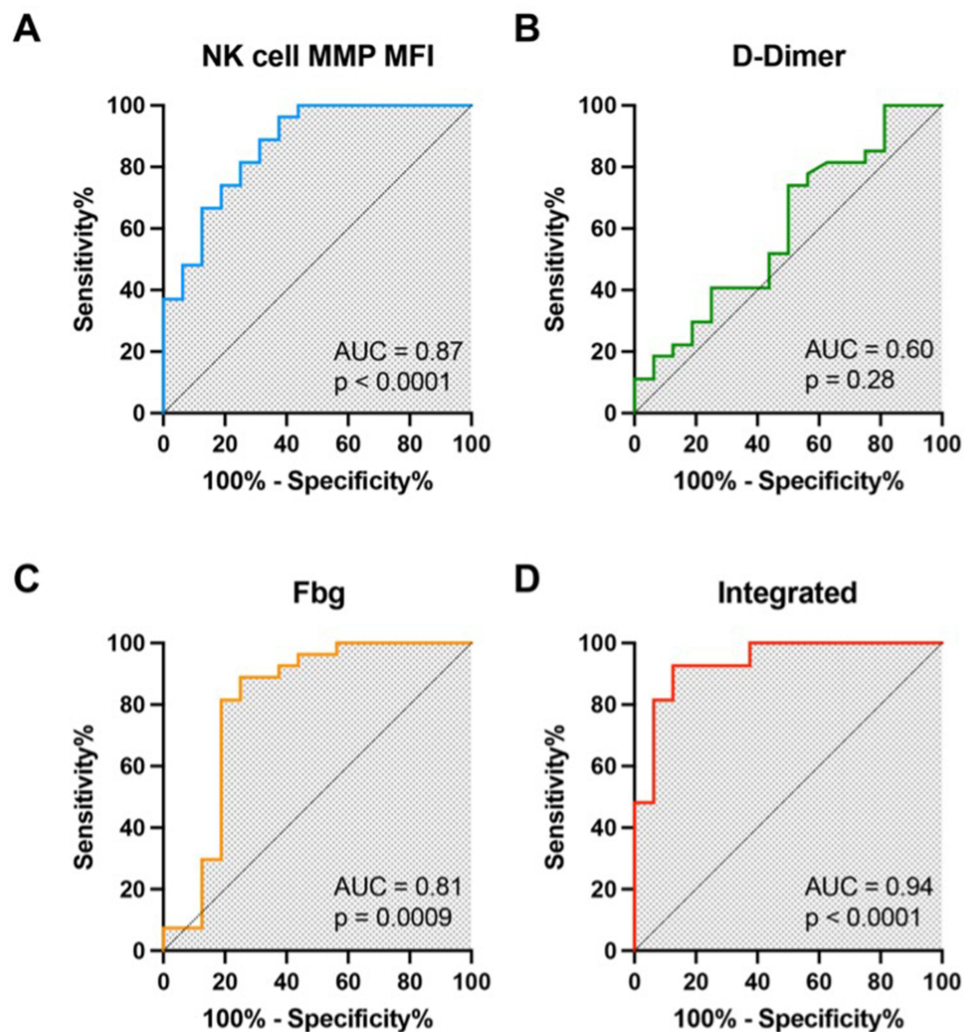 A
NK cell MMP MFI
100
80
60
40
20
0
Sensitivity%
AUC = 0.87
p < 0.0001
0 20 40 60 80 100
100% - Specificity%
B
D-Dimer
100
80
60
40
20
0
Sensitivity%
AUC = 0.60
p = 0.28
0 20 40 60 80 100
100% - Specificity%
C
Fbg
100
80
60
40
20
0
Sensitivity%
AUC = 0.81
p = 0.0009
0 20 40 60 80 100
100% - Specificity%
D
Integrated
100
80
60
40
20
0
Sensitivity%
AUC = 0.94
p < 0.0001
0 20 40 60 80 100
100% - Specificity%